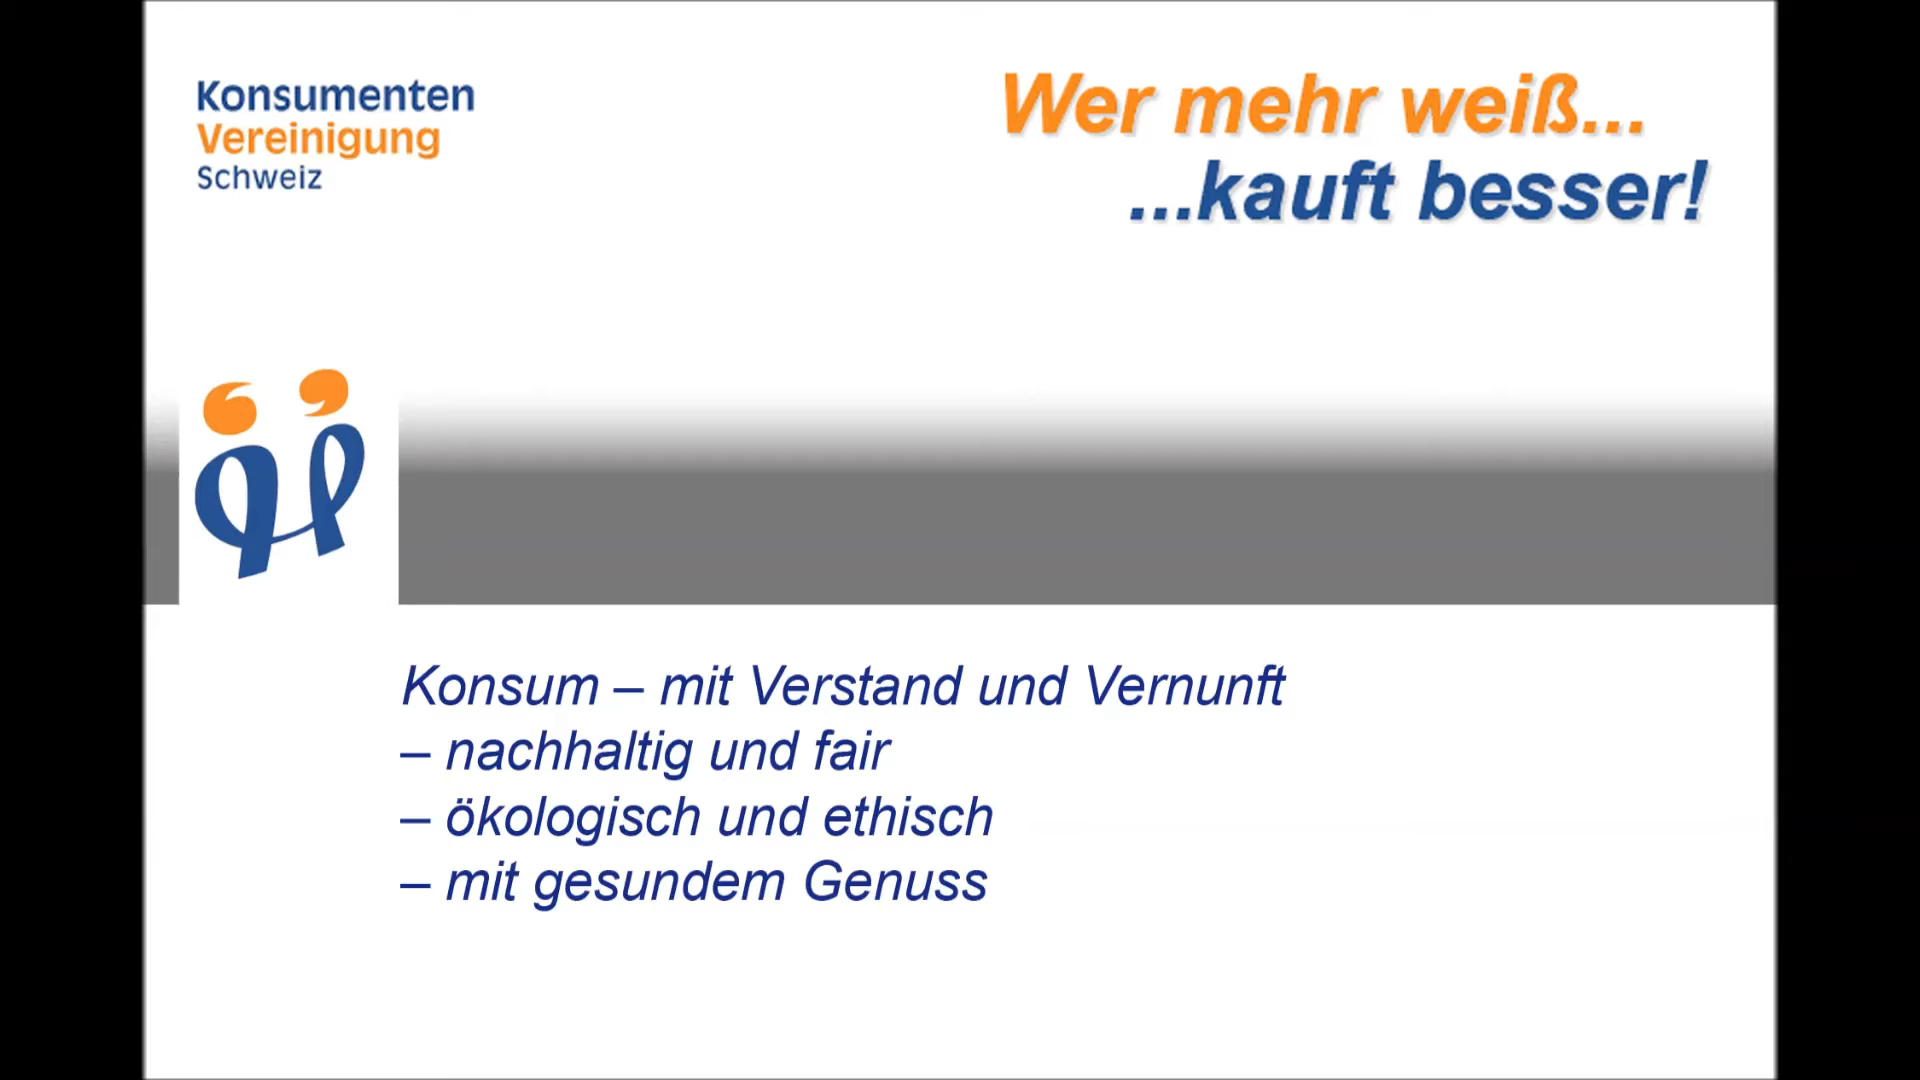 Konsumenten
Vereinigung
Schweiz
Wer mehr weiß...
...kauft besser!
Konsum – mit Verstand und Vernunft
– nachhaltig und fair
– ökologisch und ethisch
– mit gesundem Genuss